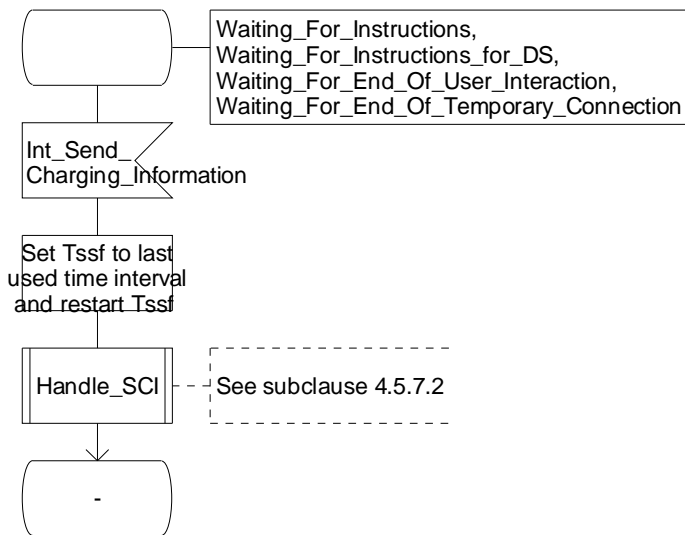 Waiting_For_Instructions,
Waiting_For_Instructions_for_DS,
Waiting_For_End_Of_User_Interaction,
Waiting_For_End_Of_Temporary_Connection
Int_Send_
Charging_Information
Set Tssf to last
used time interval
and restart Tssf
Handle_SCI
See subclause 4.5.7.2
-